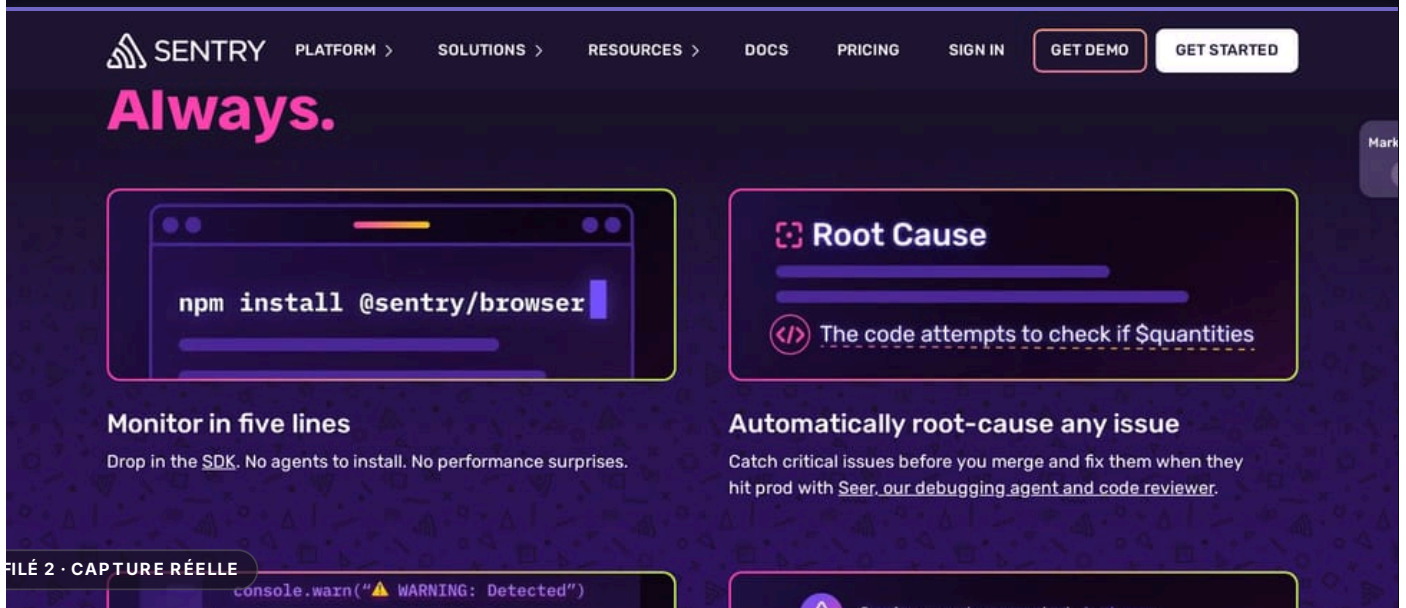 SENTRY PLATFORM SOLUTIONS RESOURCES DOCS PRICING SIGN IN GET DEMO GET STARTED
Always.
Mark
npm install @sentry/browser
Root Cause
</> The code attempts to check if $quantities
Monitor in five lines
Drop in the SDK. No agents to install. No performance surprises.
Automatically root-cause any issue
Catch critical issues before you merge and fix them when they
hit prod with Seer, our debugging agent and code reviewer.
FILÉ 2 · CAPTURE RÉELLE
console.warn("⚠ WARNING: Detected")